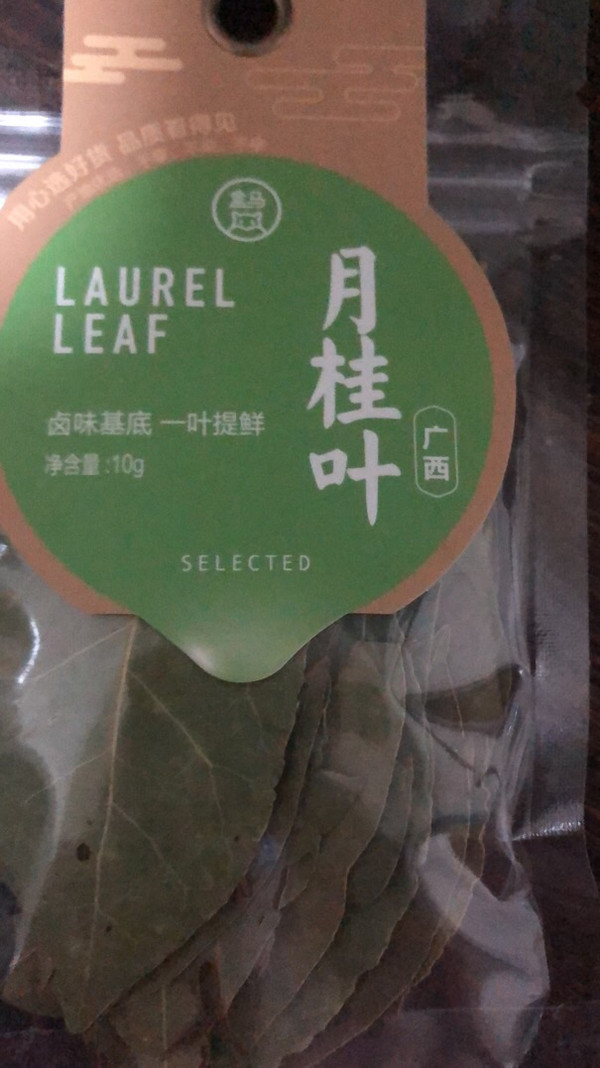 用心选好货 品质看得见
盒马
LAUREL
LEAF
月桂叶
广西
卤味基底 一叶提鲜
净含量:10g
SELECTED